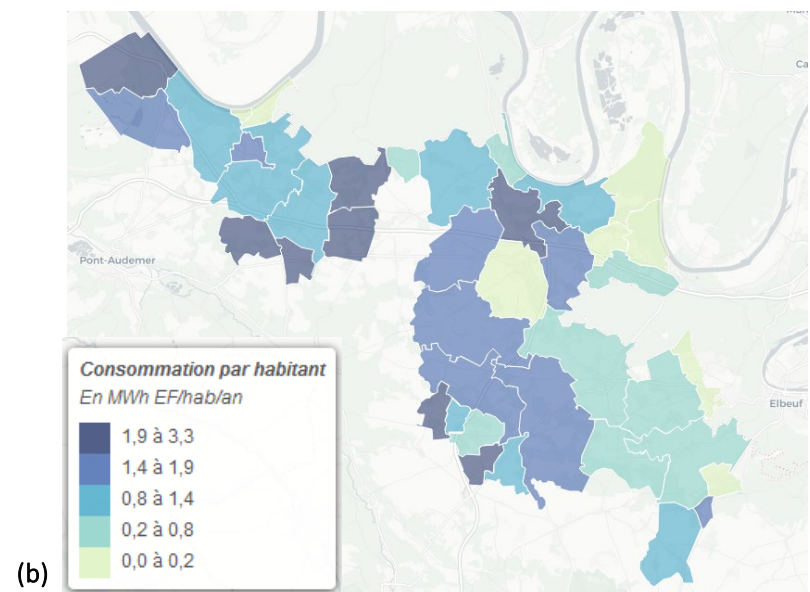 Ca
Pont-Audemer
Elbeuf
Consommation par habitant
En MWh EF/hab/an
1,9 à 3,3
1,4 à 1,9
0,8 à 1,4
0,2 à 0,8
0,0 à 0,2
(b)